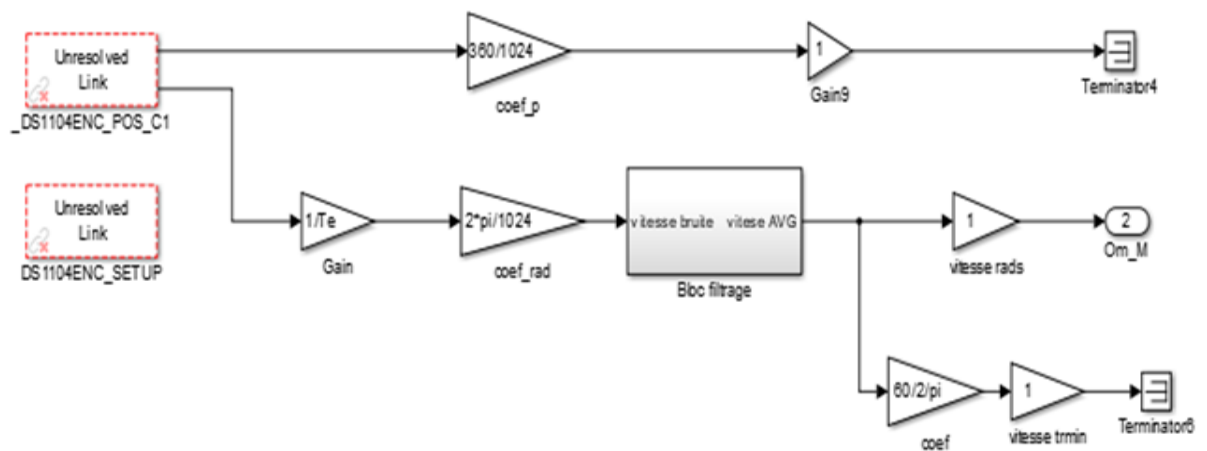 Unresolved
Link
_DS1104ENC_POS_C1
360/1024
coef_p
1
Gain9
Terminator4
Unresolved
Link
DS1104ENC_SETUP
1/Te
Gain
2*pi/1024
coef_rad
vitesse bruite
vitese AVG
Bloc filtrage
1
vitesse rads
2
Om_M
60/2/pi
coef
1
vitesse trmin
Terminator6